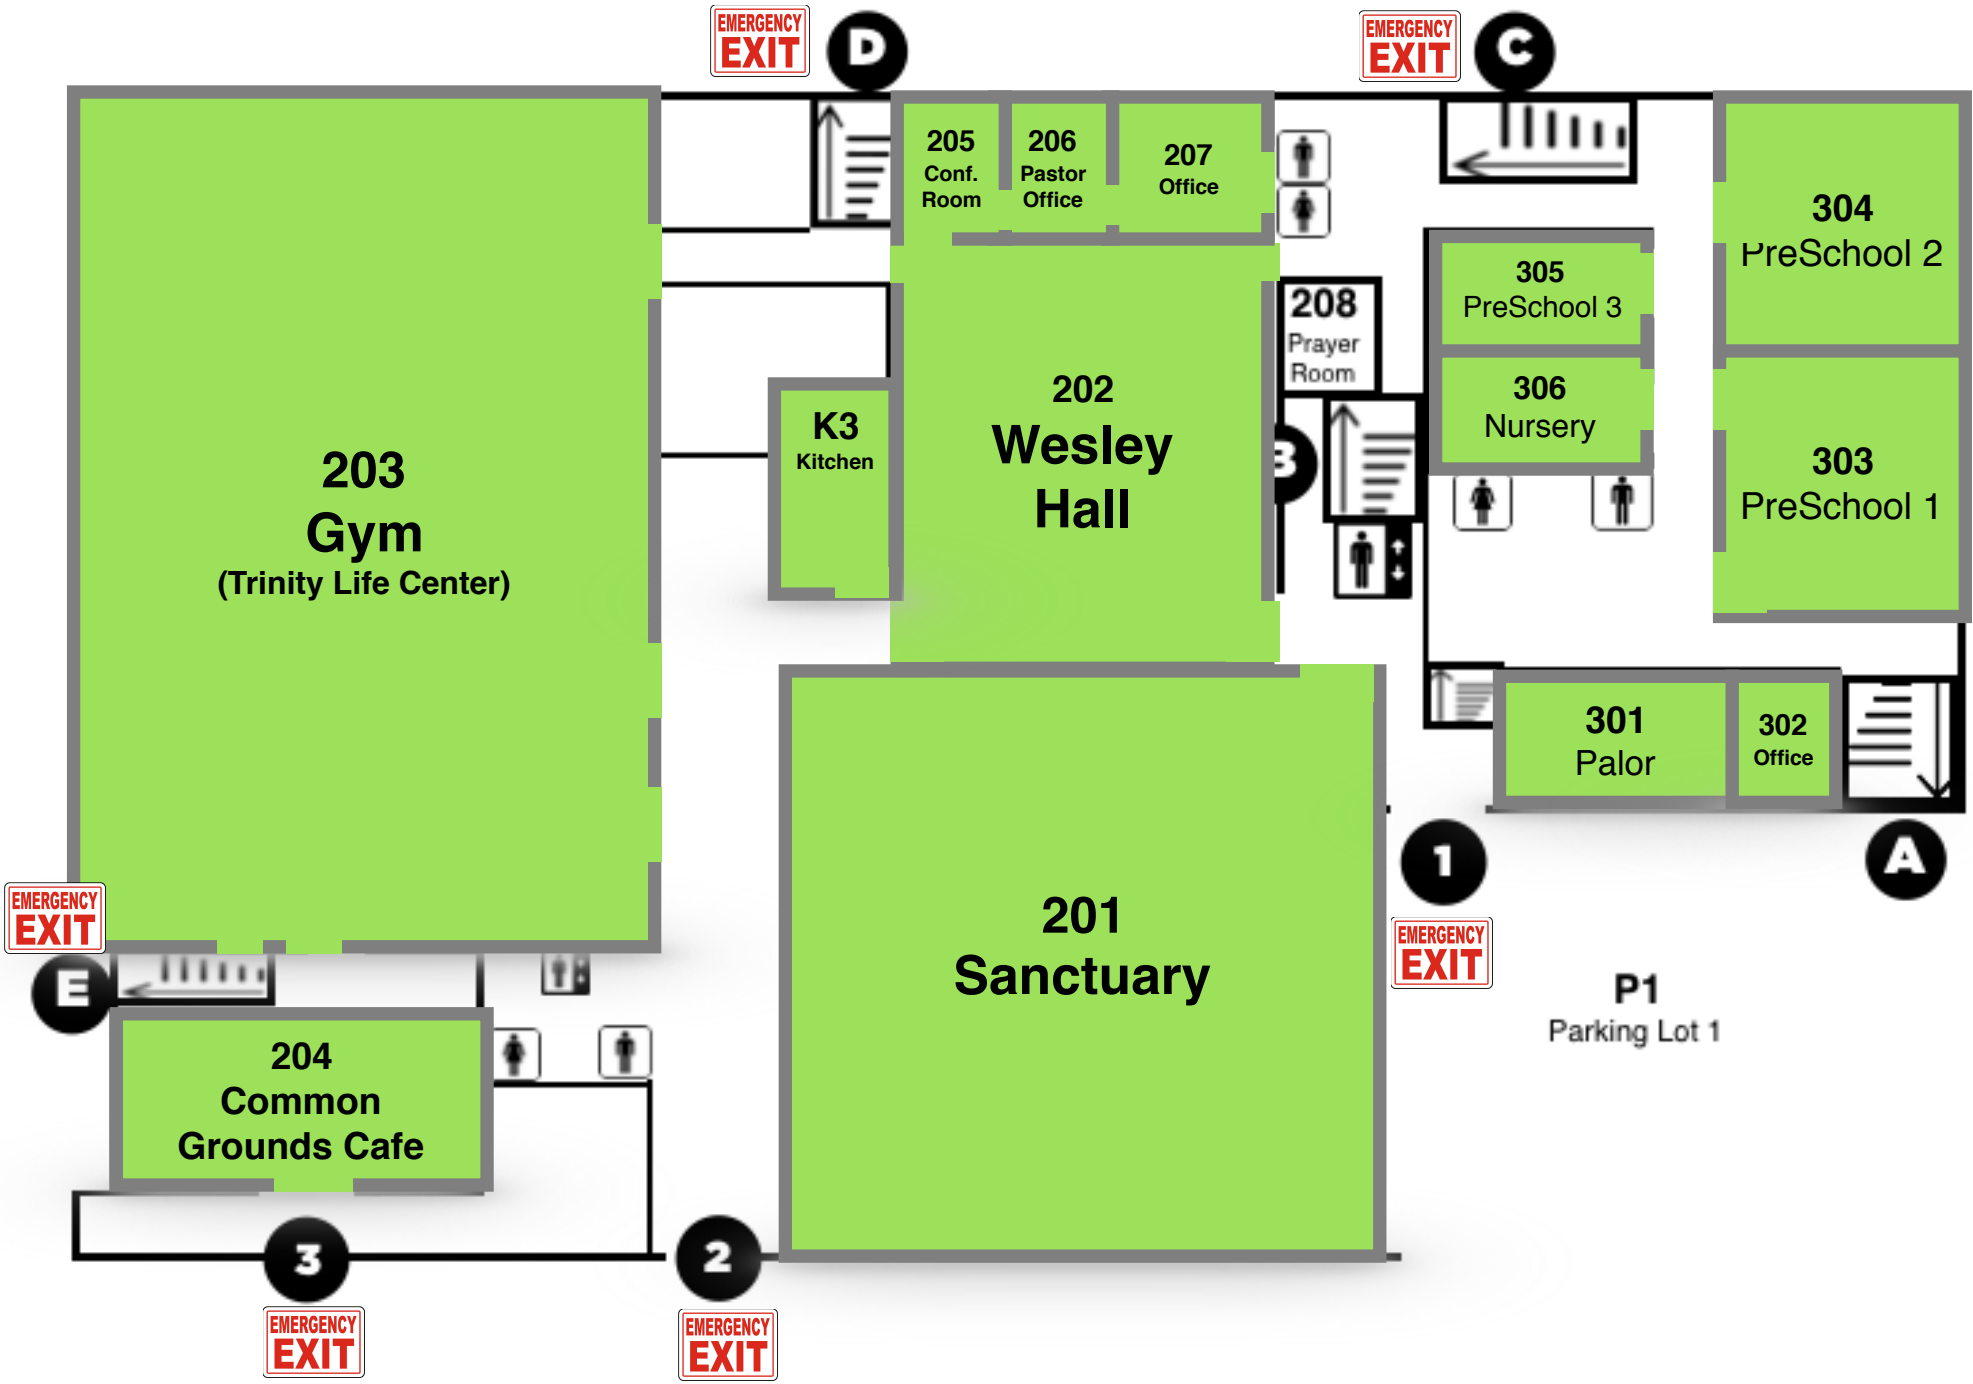 EMERGENCY
EXIT
D
EMERGENCY
EXIT
C
205
Conf.
Room
206
Pastor
Office
207
Office
304
PreSchool 2
305
PreSchool 3
208
Prayer
Room
306
Nursery
202
Wesley
Hall
K3
Kitchen
B
203
Gym
(Trinity Life Center)
303
PreSchool 1
301
Palor
302
Office
1
A
EMERGENCY
EXIT
201
Sanctuary
EMERGENCY
EXIT
P1
Parking Lot 1
E
204
Common
Grounds Cafe
3
2
EMERGENCY
EXIT
EMERGENCY
EXIT